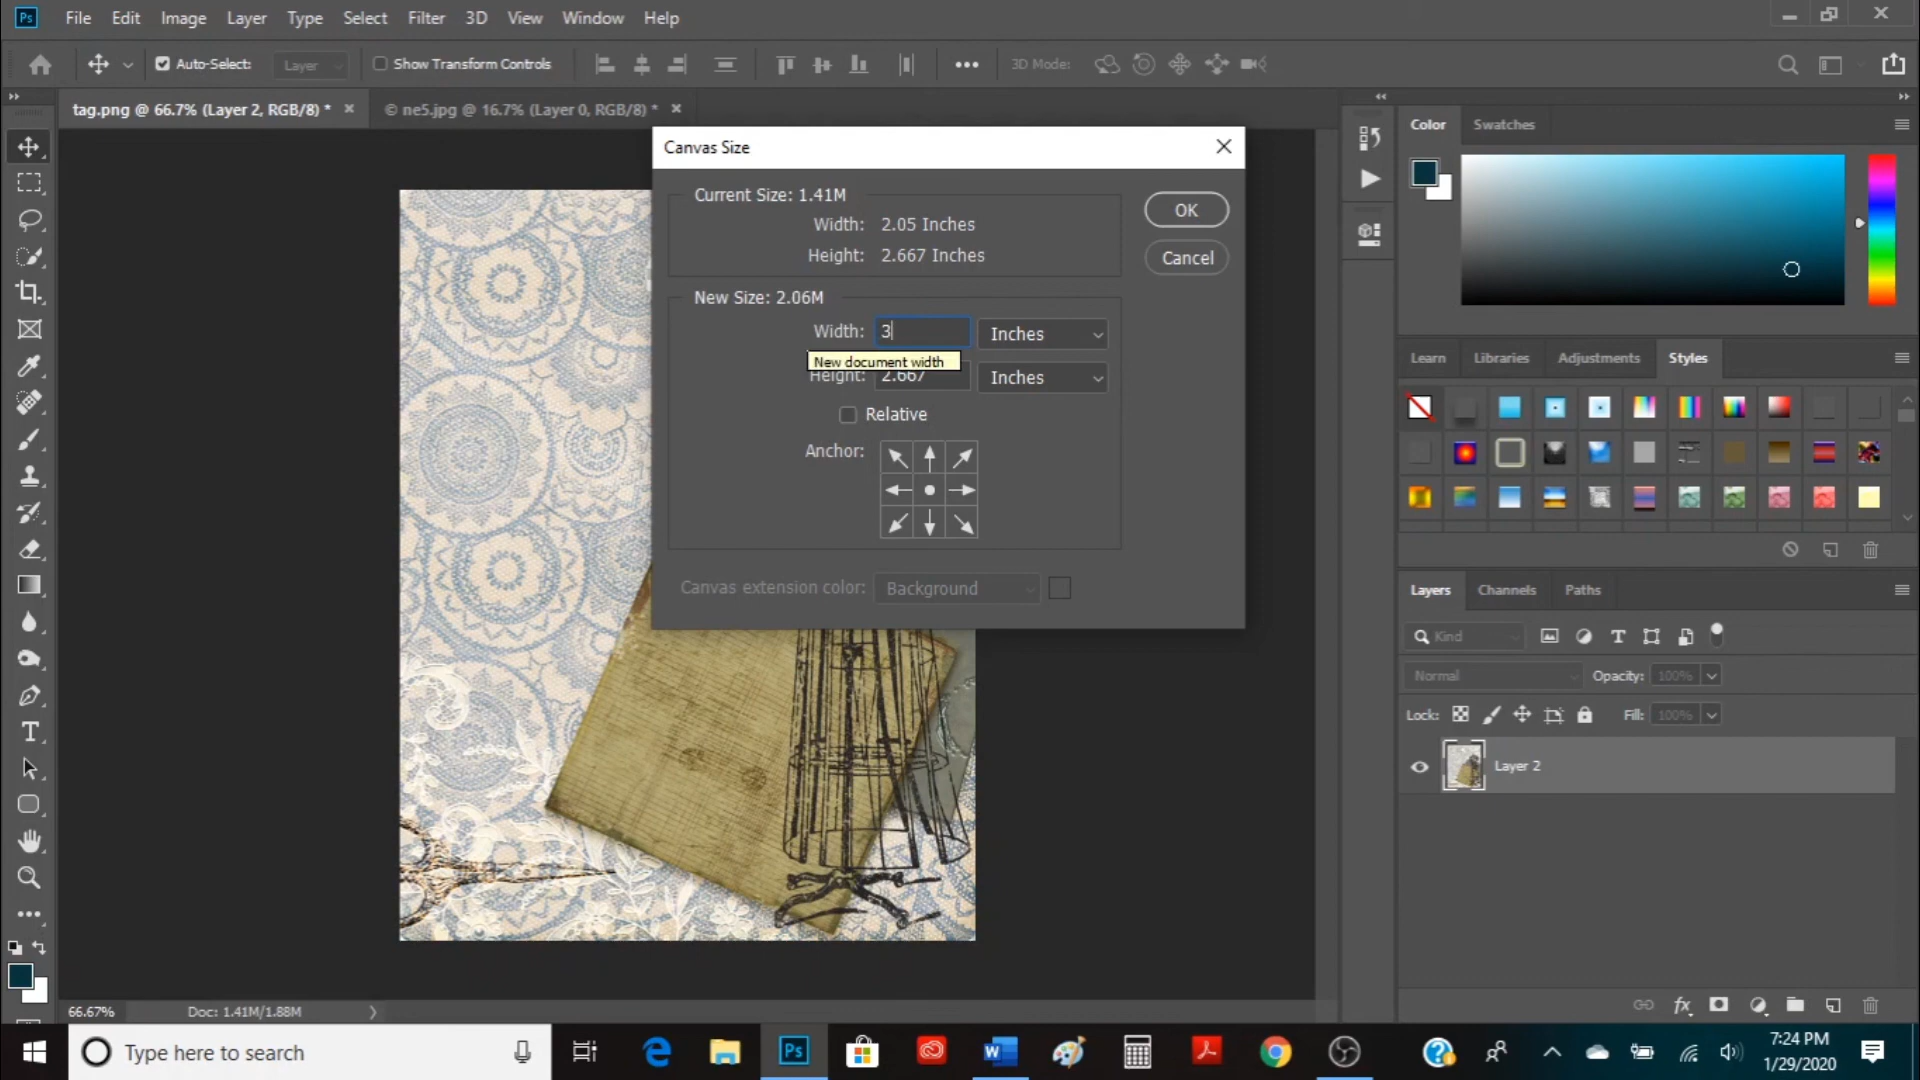 Ps File Edit Image Layer Type Select Filter 3D View Window Help
Auto-Select: Layer Show Transform Controls 3D Mode:
tag.png @ 66.7% (Layer 2, RGB/8) * © ne5.jpg @ 16.7% (Layer 0, RGB/8) *
Color Swatches
Canvas Size
Current Size: 1.41M
Width: 2.05 Inches
Height: 2.667 Inches
OK
Cancel
New Size: 2.06M
Width: 3 Inches
New document width
Height: 2.667 Inches
Relative
Anchor:
Canvas extension color: Background
Learn Libraries Adjustments Styles
Layers Channels Paths
Kind
Normal Opacity: 100%
Lock: Fill: 100%
Layer 2
66.67% Doc: 1.41M/1.88M
fx
Type here to search
Ps
7:24 PM
1/29/2020